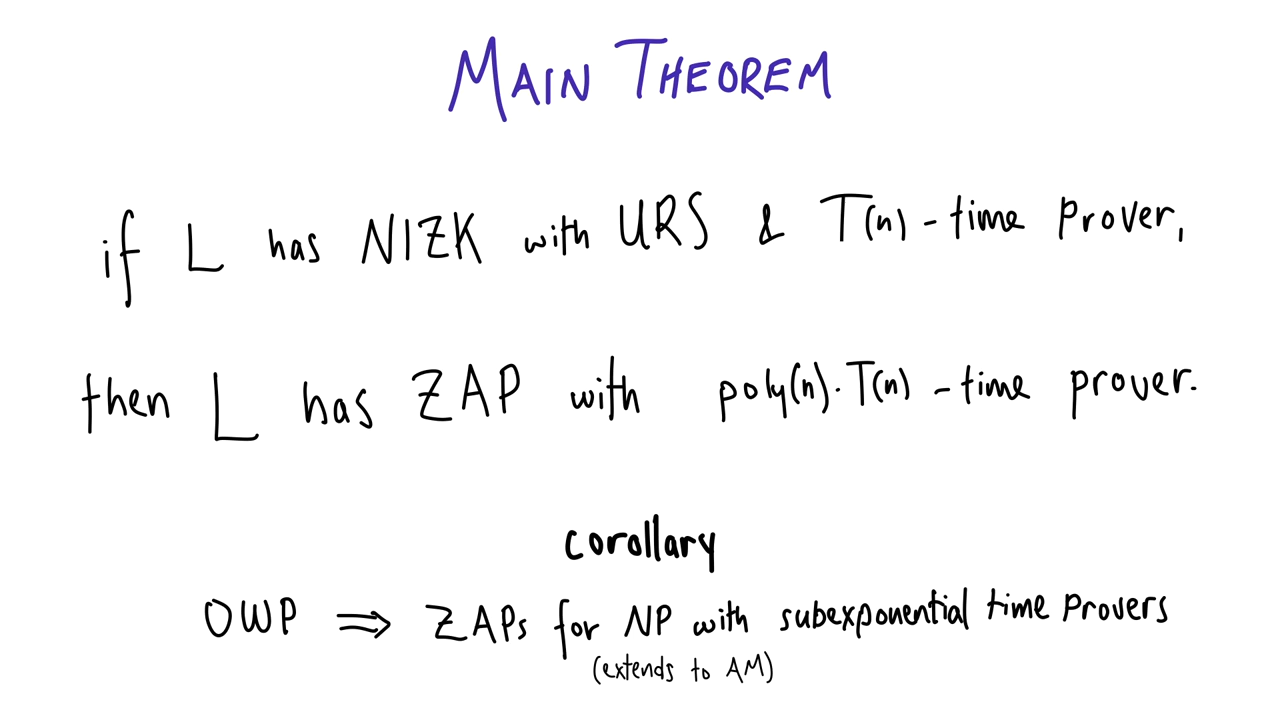 MAIN THEOREM
if L has NIZK with URS & T(n)-time prover,
then L has ZAP with poly(n)·T(n)-time prover.
corollary
OWP ⇒ ZAPs for NP with subexponential time provers
(extends to AM)